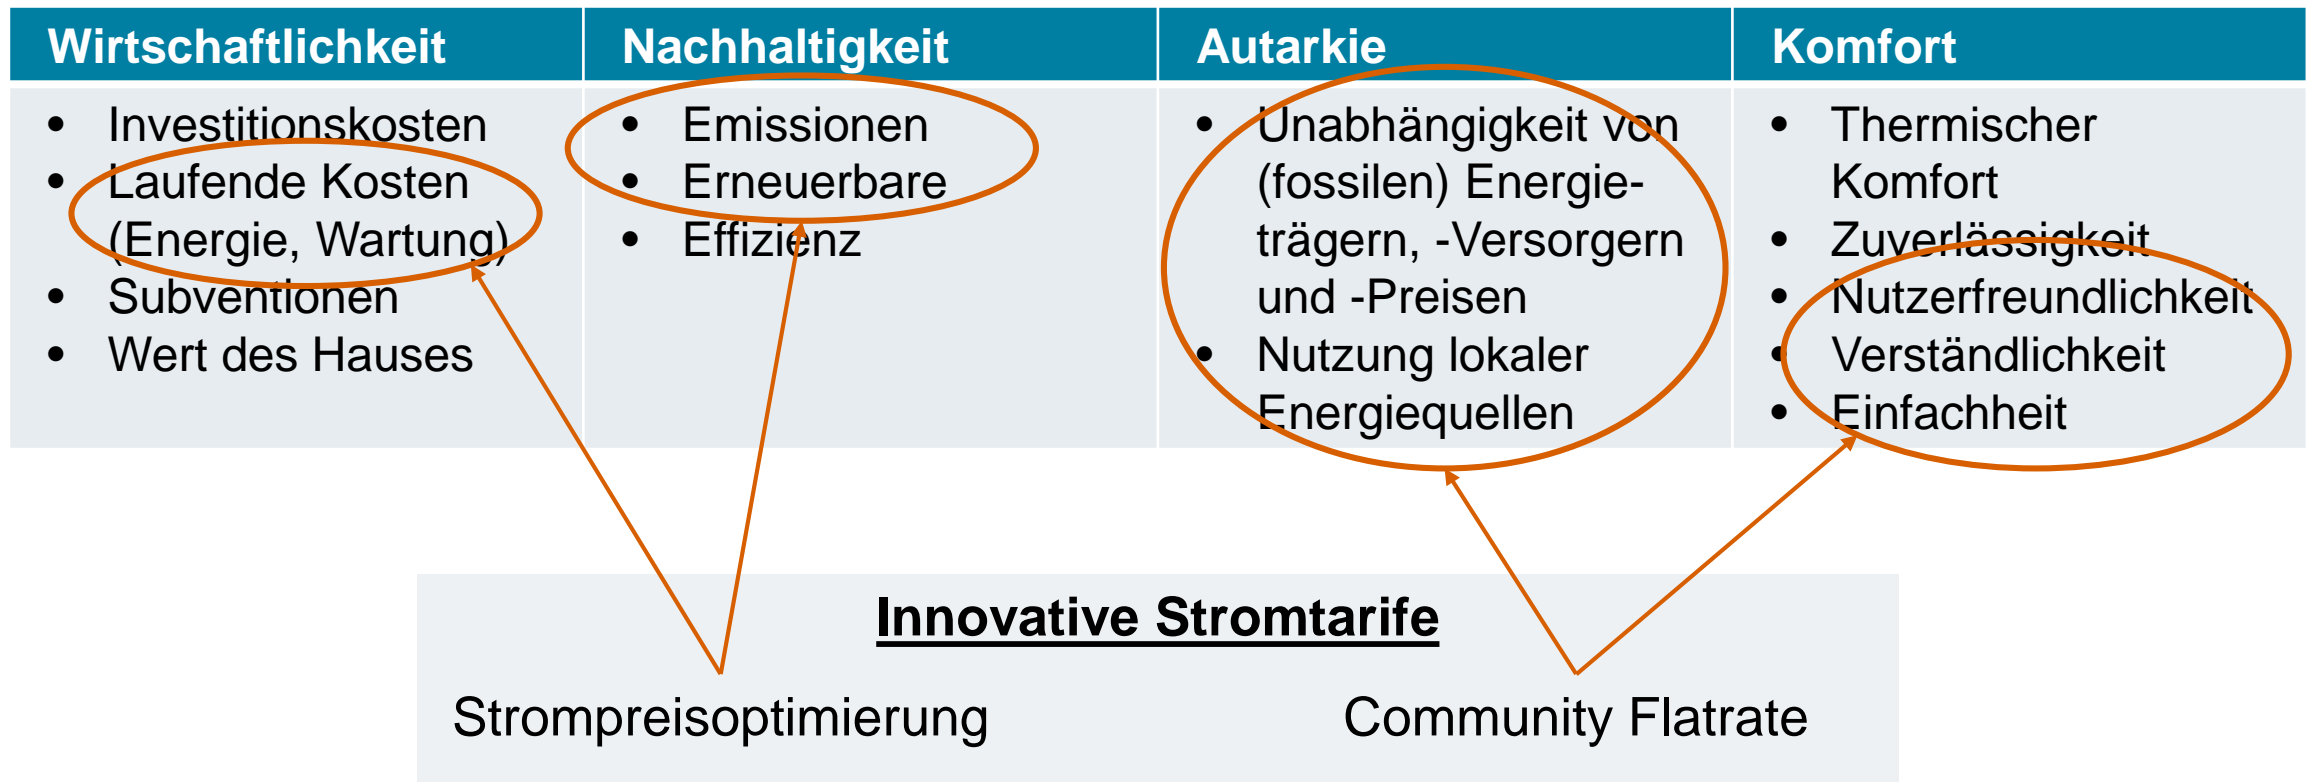 Wirtschaftlichkeit
• Investitionskosten
• Laufende Kosten
(Energie, Wartung)
• Subventionen
• Wert des Hauses
Nachhaltigkeit
• Emissionen
• Erneuerbare
• Effizienz
Autarkie
• Unabhängigkeit von
(fossilen) Energie-
trägern, -Versorgern
und -Preisen
• Nutzung lokaler
Energiequellen
Komfort
• Thermischer
Komfort
• Zuverlässigkeit
• Nutzerfreundlichkeit
• Verständlichkeit
• Einfachheit
Innovative Stromtarife
Strompreisoptimierung
Community Flatrate